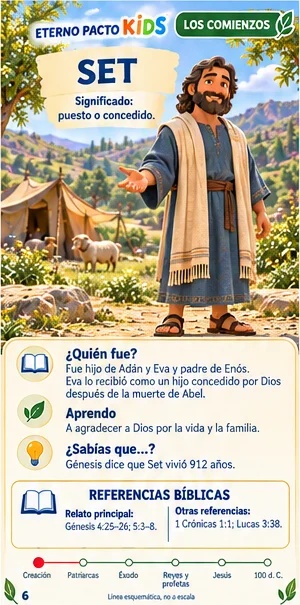 ETERNO PACTO KiDS
LOS COMIENZOS
SET
Significado:
puesto o concedido.
¿Quién fue?
Fue hijo de Adán y Eva y padre de Enós.
Eva lo recibió como un hijo concedido por Dios
después de la muerte de Abel.
Aprendo
A agradecer a Dios por la vida y la familia.
¿Sabías que...?
Génesis dice que Set vivió 912 años.
REFERENCIAS BÍBLICAS
Relato principal:
Génesis 4:25–26; 5:3–8.
Otras referencias:
1 Crónicas 1:1; Lucas 3:38.
Creación
Patriarcas
Éxodo
Reyes y
profetas
Jesús
100 d. C.
6
Línea esquemática, no a escala